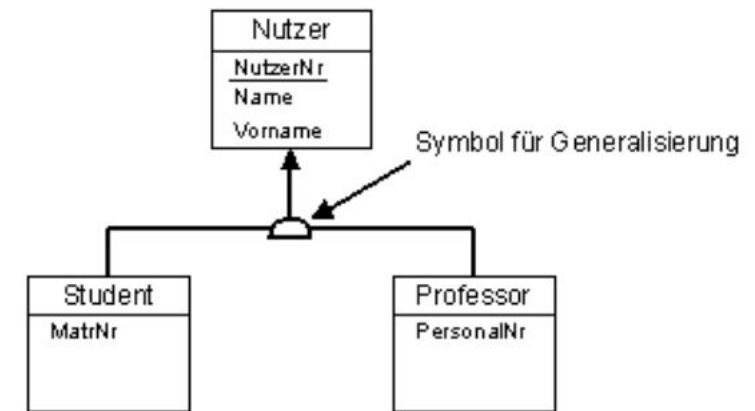 Nutzer
NutzerNr
Name
Vorname
Symbol für Generalisierung
Student
MatrNr
Professor
PersonalNr